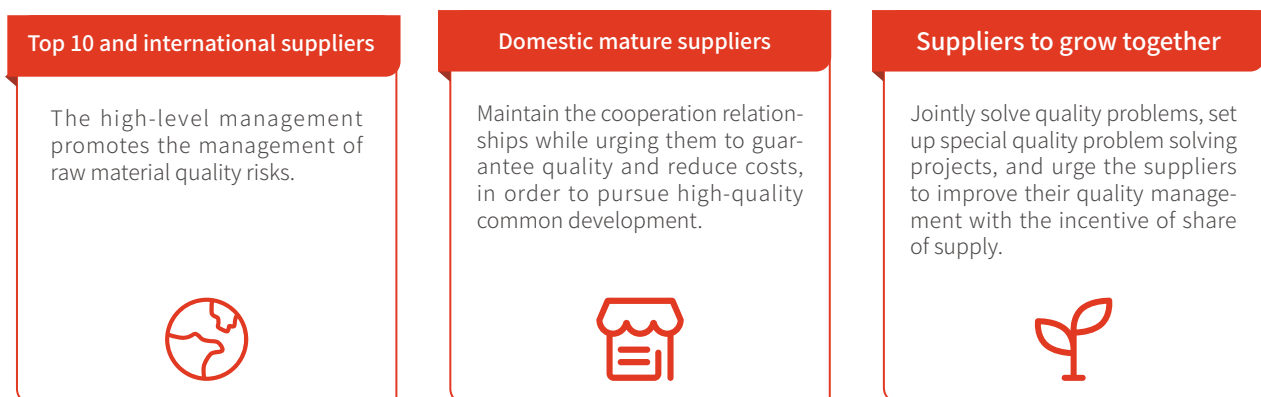 Top 10 and international suppliers
The high-level management
promotes the management of
raw material quality risks.
Domestic mature suppliers
Maintain the cooperation relation-
ships while urging them to guar-
antee quality and reduce costs,
in order to pursue high-quality
common development.
Suppliers to grow together
Jointly solve quality problems, set
up special quality problem solving
projects, and urge the suppliers
to improve their quality manage-
ment with the incentive of share
of supply.